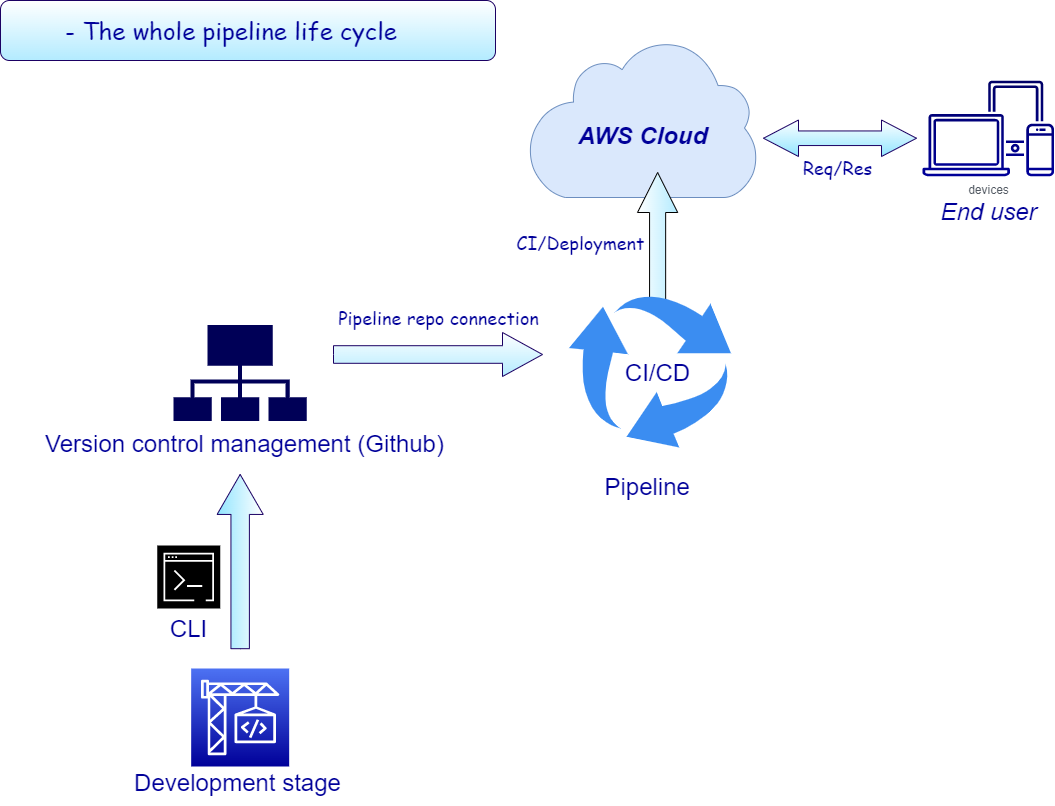 - The whole pipeline life cycle
AWS Cloud
Req/Res
devices
End user
CI/Deployment
Pipeline repo connection
CI/CD
Version control management (Github)
Pipeline
CLI
</>
Development stage